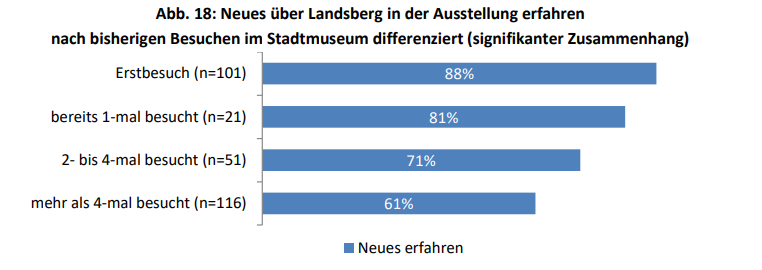 Abb. 18: Neues über Landsberg in der Ausstellung erfahren
nach bisherigen Besuchen im Stadtmuseum differenziert (signifikanter Zusammenhang)
Erstbesuch (n=101)
88%
bereits 1-mal besucht (n=21)
81%
2- bis 4-mal besucht (n=51)
71%
mehr als 4-mal besucht (n=116)
61%
Neues erfahren